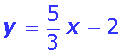 y = 5/3 x − 2